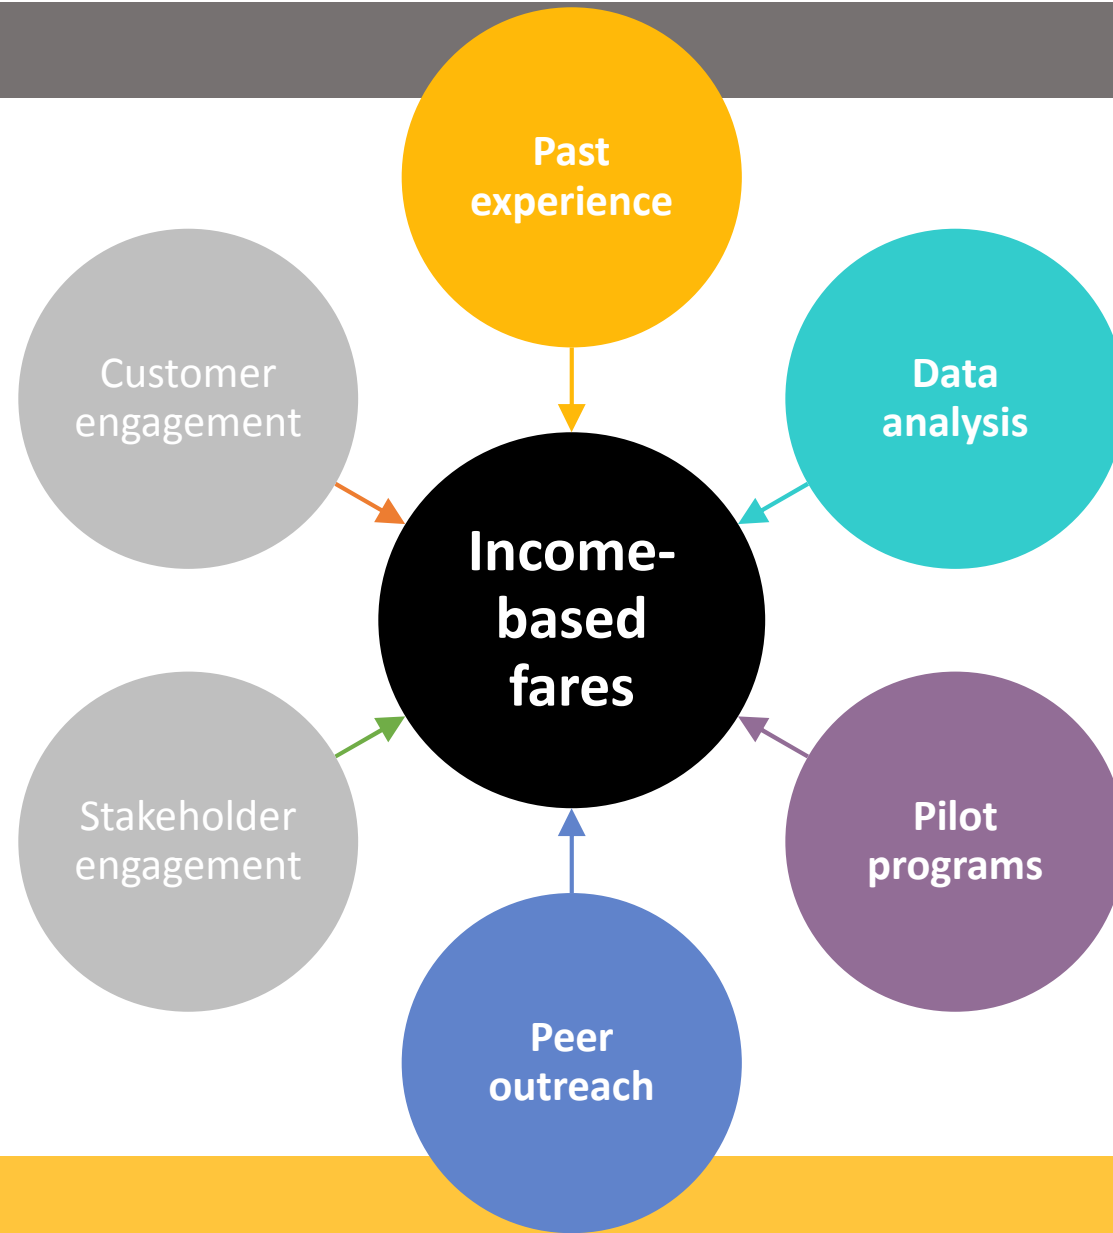 Past
experience
Customer
engagement
Data
analysis
Income-
based
fares
Stakeholder
engagement
Pilot
programs
Peer
outreach